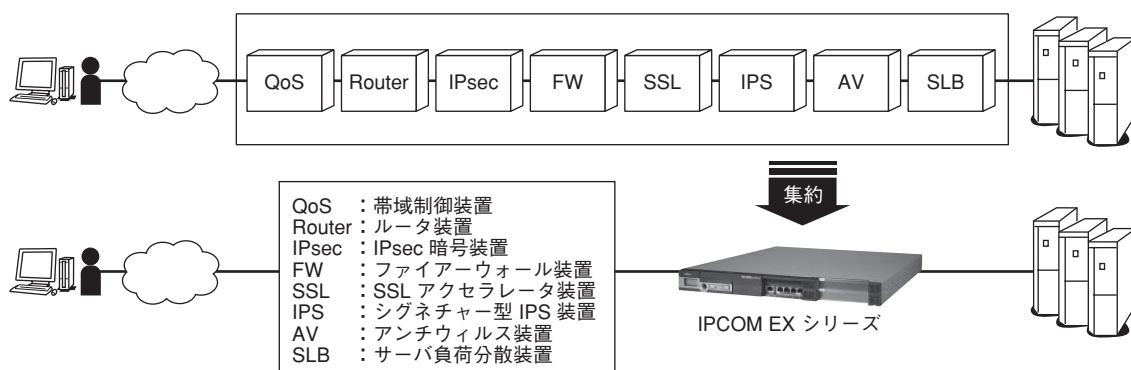 QoS
Router
IPsec
FW
SSL
IPS
AV
SLB
集約
QoS :帯域制御装置
Router:ルータ装置
IPsec :IPsec 暗号装置
FW :ファイアーウォール装置
SSL :SSL アクセラレータ装置
IPS :シグネチャー型 IPS 装置
AV :アンチウィルス装置
SLB :サーバ負荷分散装置
IPCOM EX シリーズ